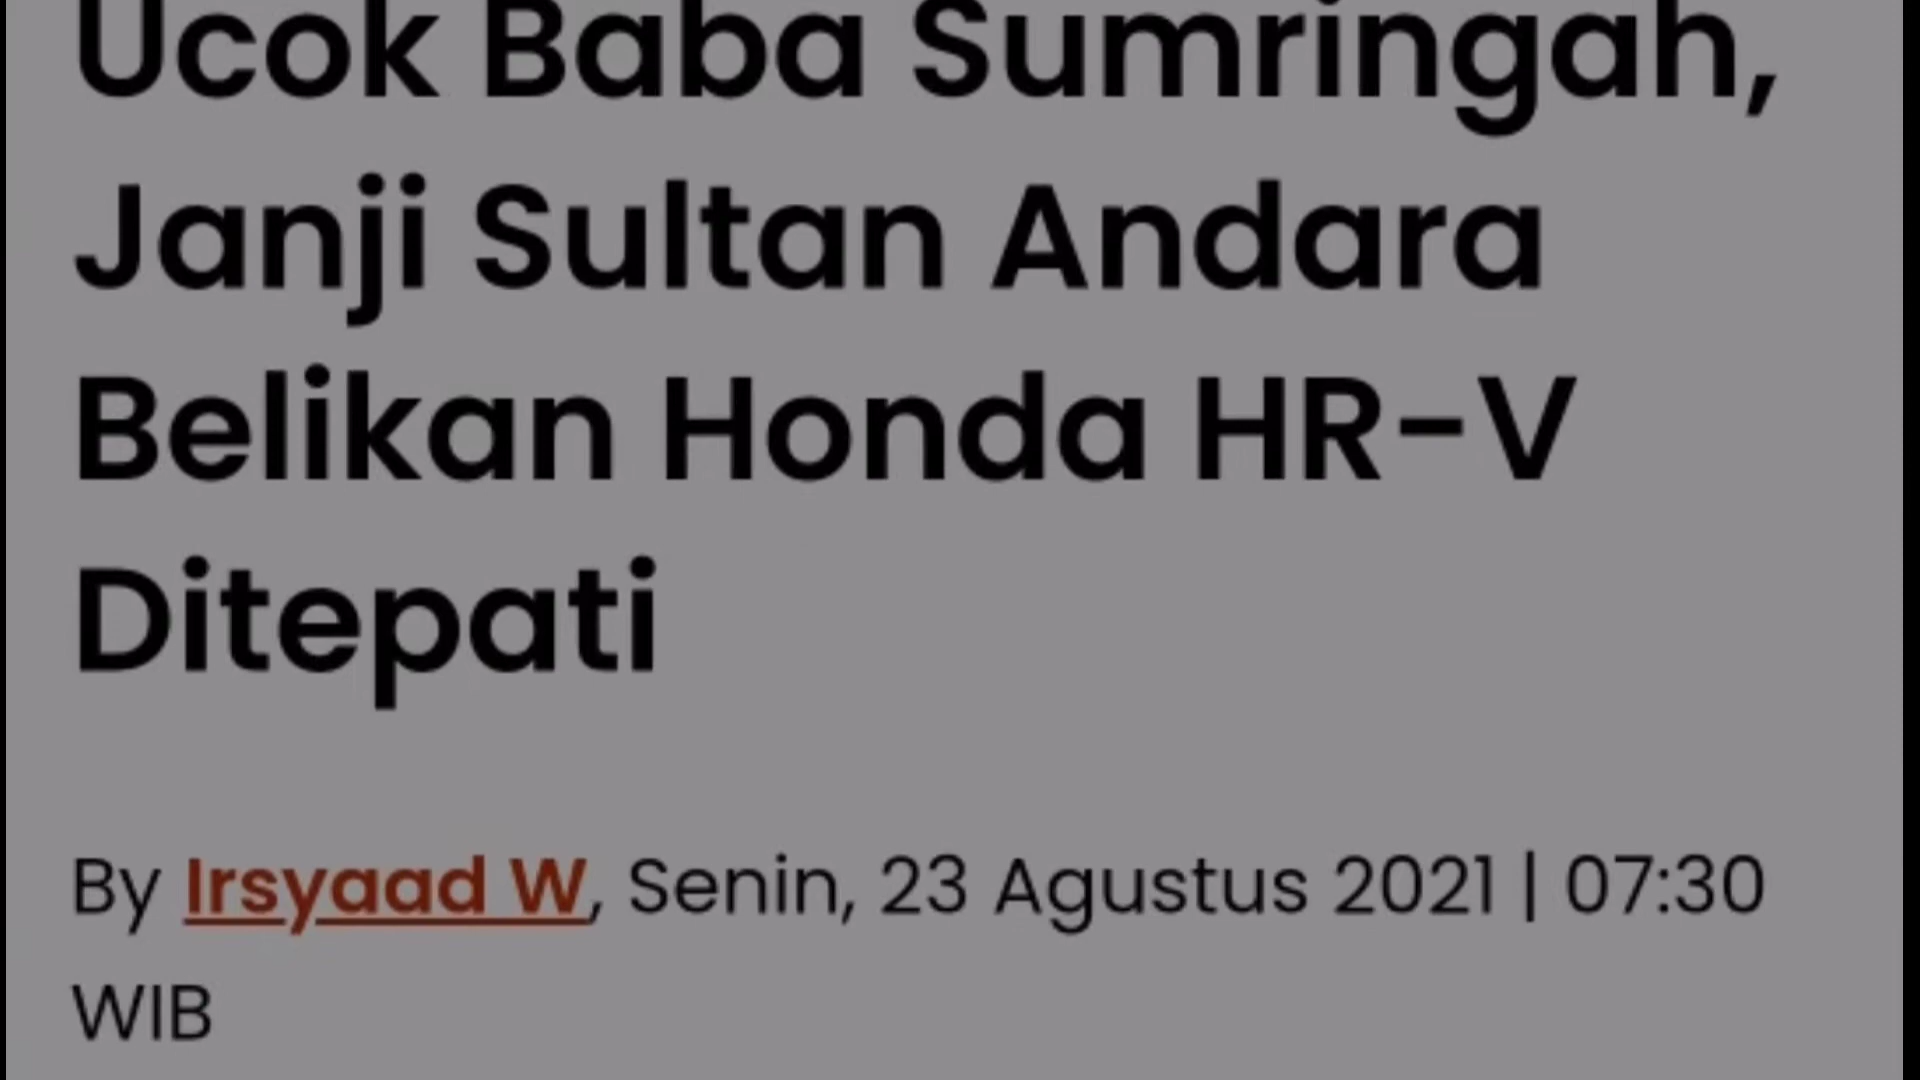 Ucok Baba Sumringah,
Janji Sultan Andara
Belikan Honda HR-V
Ditepati
By Irsyaad W, Senin, 23 Agustus 2021 | 07:30
WIB